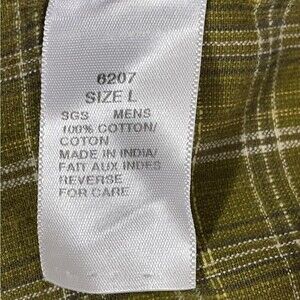 6207
SIZE L
SGS MENS
100% COTTON/
COTON
MADE IN INDIA/
FAIT AUX INDES
REVERSE
FOR CARE